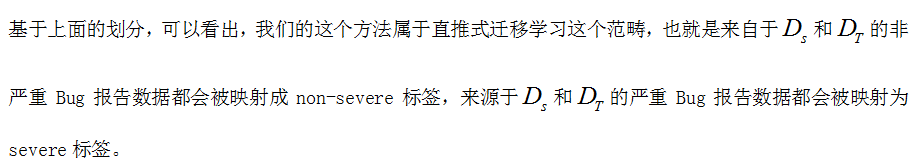 基于上面的划分，可以看出，我们的这个方法属于直推式迁移学习这个范畴，也就是来自于 Ds 和 DT 的非
严重 Bug 报告数据都会被映射成 non-severe 标签，来源于 Ds 和 DT 的严重 Bug 报告数据都会被映射为
severe 标签。